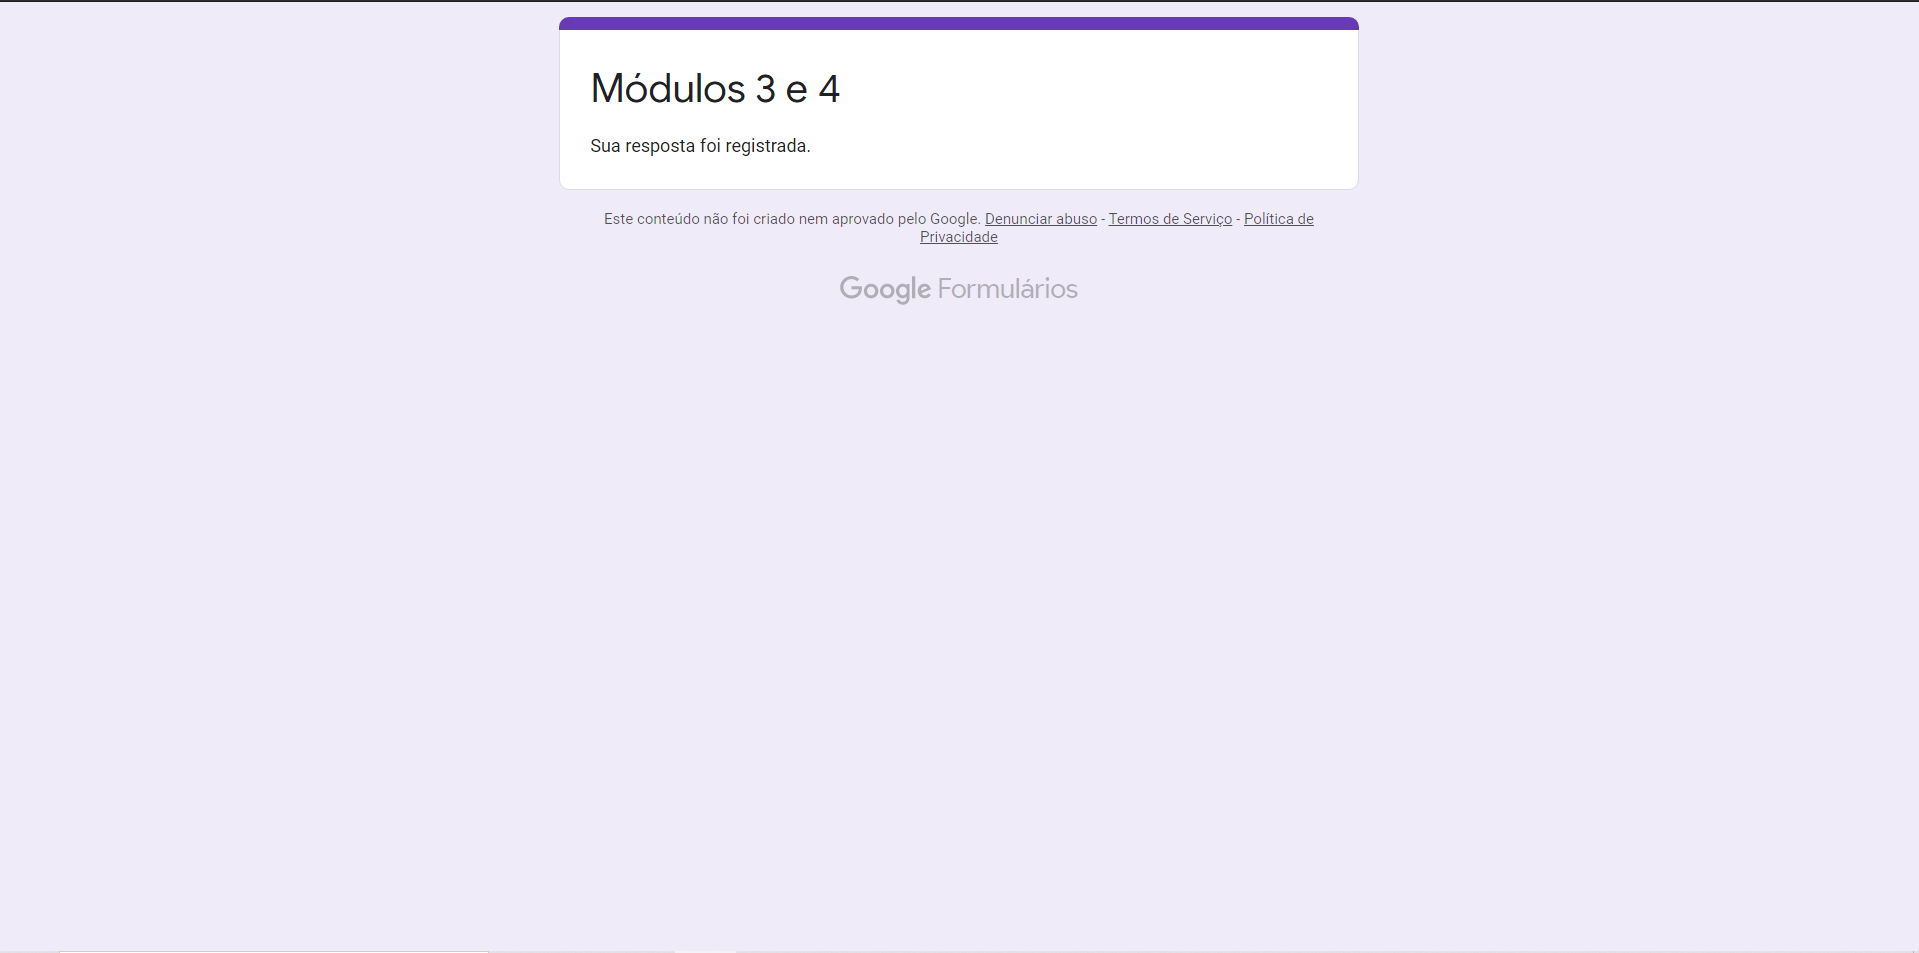 Módulos 3 e 4
Sua resposta foi registrada.
Este conteúdo não foi criado nem aprovado pelo Google. Denunciar abuso - Termos de Serviço - Política de
Privacidade
Google Formulários